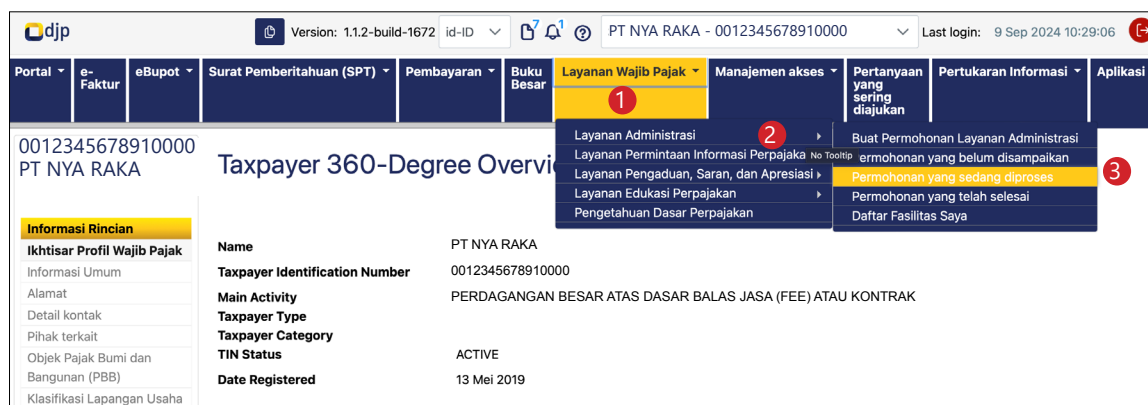 djp
Version: 1.1.2-build-1672 id-ID 7 1 PT NYA RAKA - 0012345678910000 Last login: 9 Sep 2024 10:29:06
Portal e-Faktur eBupot Surat Pemberitahuan (SPT) Pembayaran Buku Besar Layanan Wajib Pajak Manajemen akses Pertanyaan yang sering diajukan Pertukaran Informasi Aplikasi
1
Layanan Administrasi 2
Layanan Permintaan Informasi Perpajaka
No Tooltip
Layanan Pengaduan, Saran, dan Apresiasi
Layanan Edukasi Perpajakan
Pengetahuan Dasar Perpajakan
Buat Permohonan Layanan Administrasi
ermohonan yang belum disampaikan
Permohonan yang sedang diproses 3
Permohonan yang telah selesai
Daftar Fasilitas Saya
0012345678910000
PT NYA RAKA
Taxpayer 360-Degree Overvi
Informasi Rincian
Ikhtisar Profil Wajib Pajak
Informasi Umum
Alamat
Detail kontak
Pihak terkait
Objek Pajak Bumi dan
Bangunan (PBB)
Klasifikasi Lapangan Usaha
Name PT NYA RAKA
Taxpayer Identification Number 0012345678910000
Main Activity PERDAGANGAN BESAR ATAS DASAR BALAS JASA (FEE) ATAU KONTRAK
Taxpayer Type
Taxpayer Category
TIN Status ACTIVE
Date Registered 13 Mei 2019